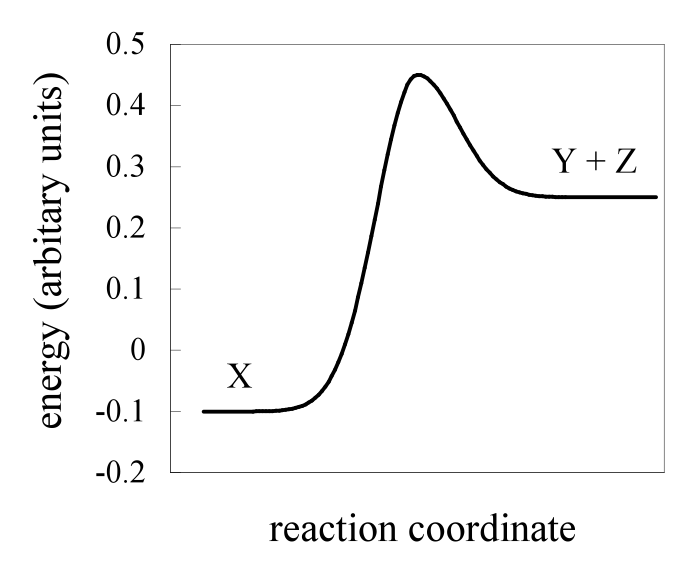 energy (arbitary units)
0.5
0.4
0.3
0.2
0.1
0
-0.1
-0.2
X
Y + Z
reaction coordinate